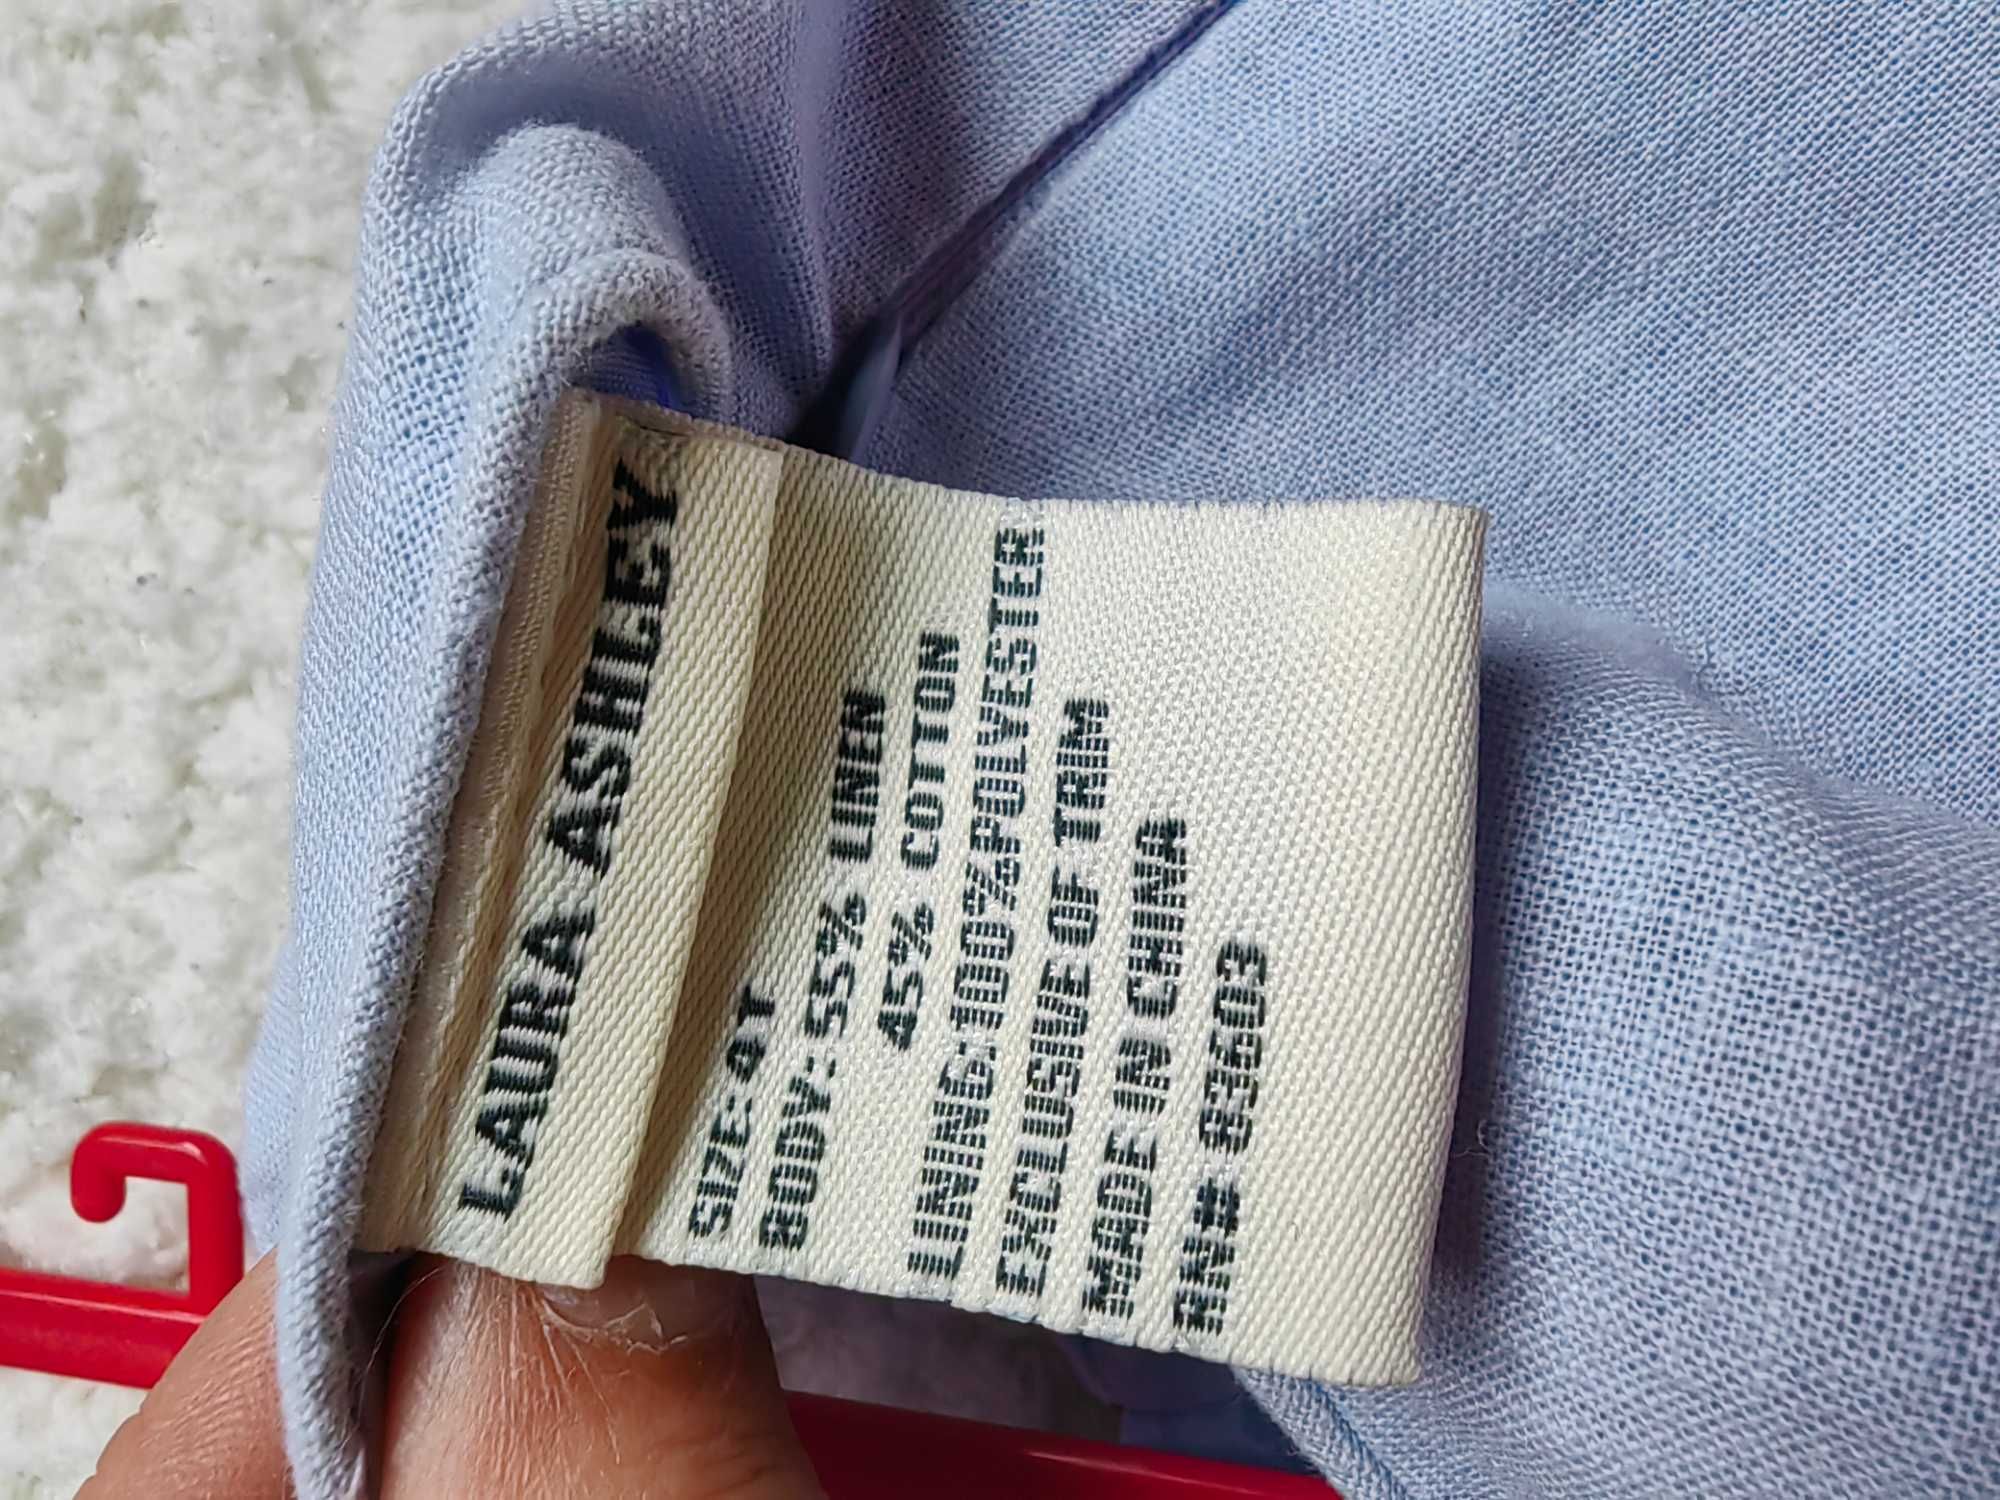 LAURA ASHLEY
SIZE:4T
BODY:55% LINEN
45% COTTON
LINING:100%POLYESTER
EXCLUSIVE OF TRIM
MADE IN CHINA
RN# 83603